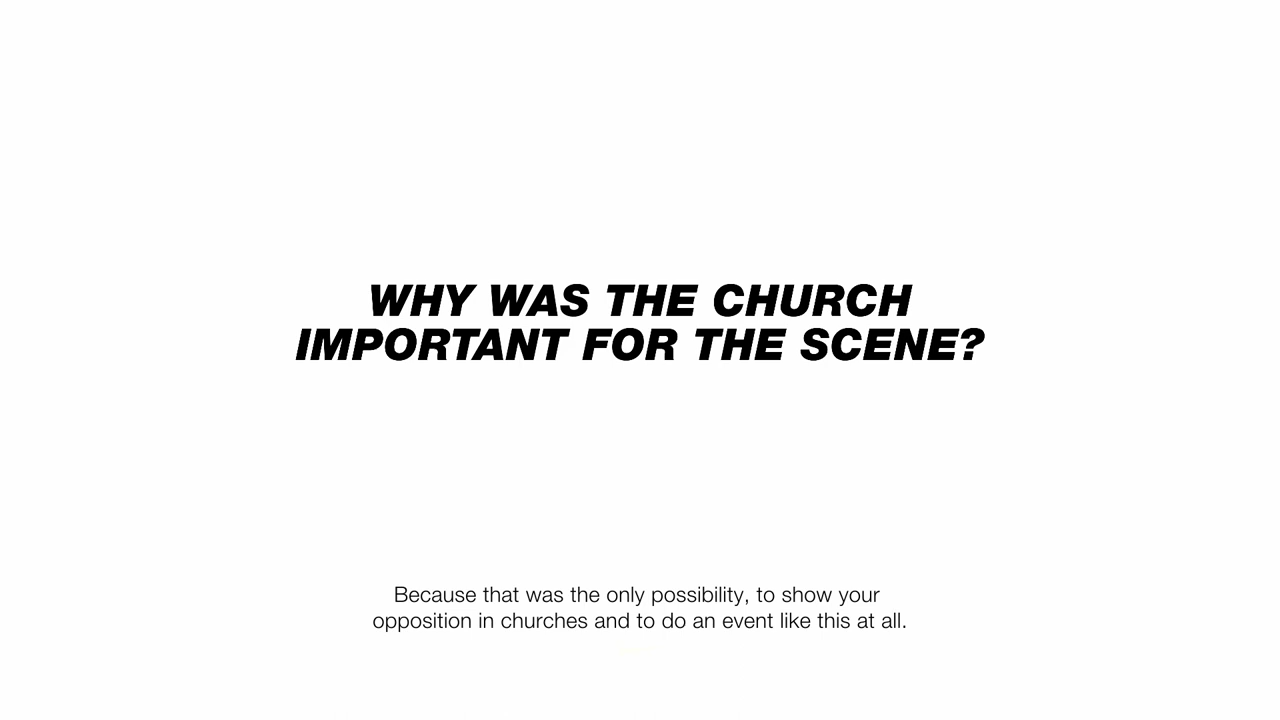 WHY WAS THE CHURCH
IMPORTANT FOR THE SCENE?
Because that was the only possibility, to show your
opposition in churches and to do an event like this at all.